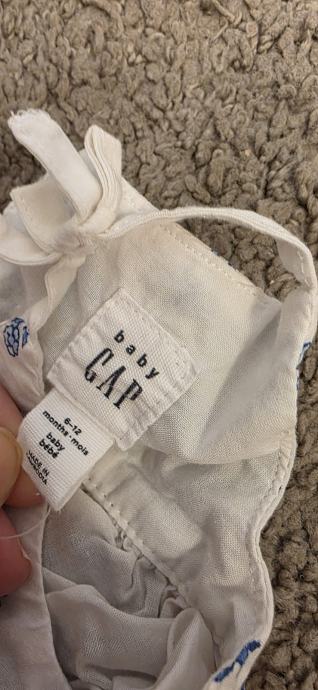 baby
GAP
6-12
months · mois
baby
bébé
MADE IN